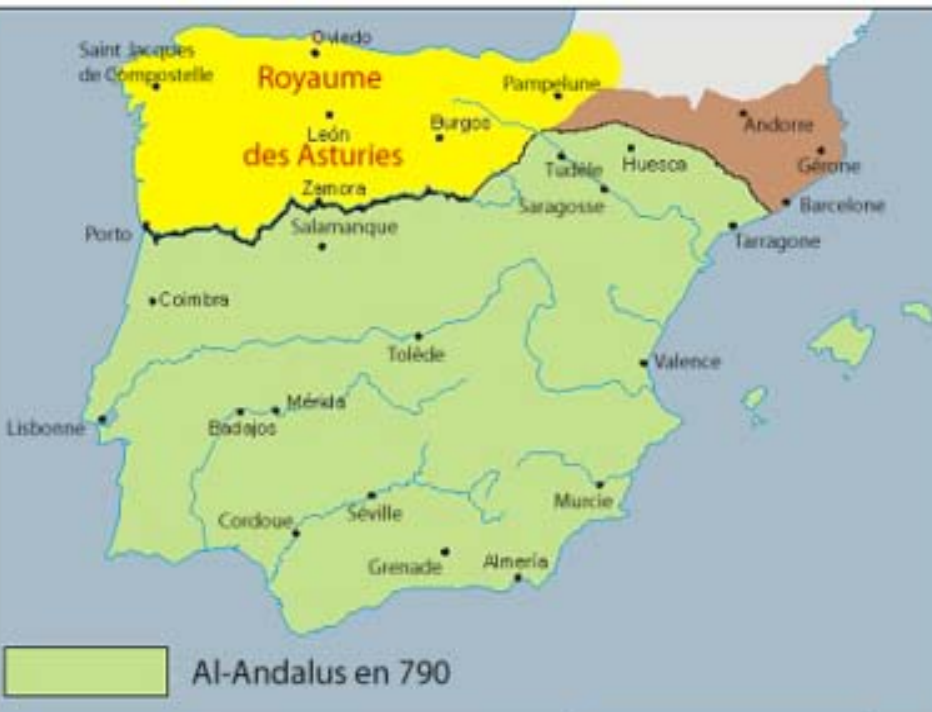 Oviedo
Saint Jacques
de Compostelle
Royaume
Pampelune
Andorre
León
Burgos
des Asturies
Gérone
Tudèle
Huesca
Zamora
Saragosse
Barcelone
Porto
Salamanque
Tarragone
Coimbra
Tolède
Valence
Mérida
Lisbonne
Badajos
Murcie
Séville
Cordoue
Grenade
Almería
Al-Andalus en 790